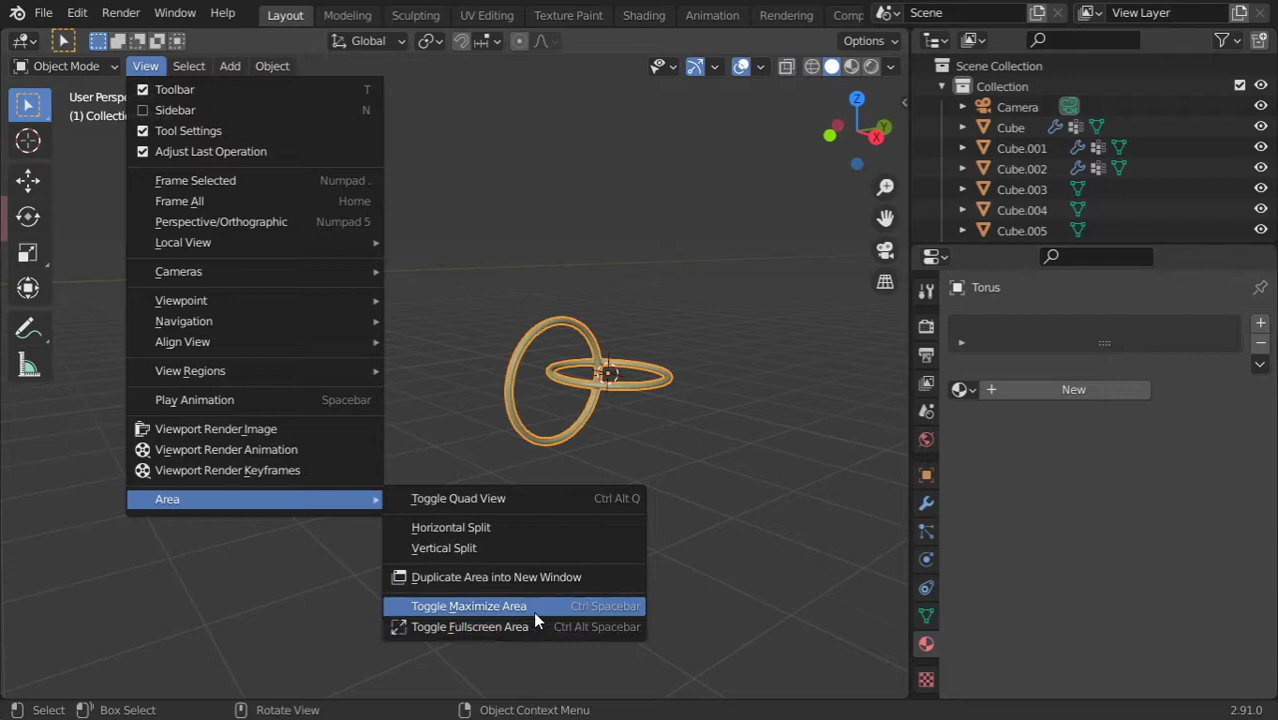 File Edit Render Window Help Layout Modeling Sculpting UV Editing Texture Paint Shading Animation Rendering Comp Scene View Layer
Global Options
Object Mode View Select Add Object
Scene Collection
Collection
Camera
Cube
Cube.001
Cube.002
Cube.003
Cube.004
Cube.005
User Perspe
(1) Collectio
Z
Y
X
Toolbar T
Sidebar N
Tool Settings
Adjust Last Operation
Frame Selected Numpad .
Frame All Home
Perspective/Orthographic Numpad 5
Local View
Cameras
Viewpoint
Navigation
Align View
View Regions
Play Animation Spacebar
Viewport Render Image
Viewport Render Animation
Viewport Render Keyframes
Area
Toggle Quad View Ctrl Alt Q
Horizontal Split
Vertical Split
Duplicate Area into New Window
Toggle Maximize Area Ctrl Spacebar
Toggle Fullscreen Area Ctrl Alt Spacebar
Torus
New
Select Box Select Rotate View Object Context Menu 2.91.0